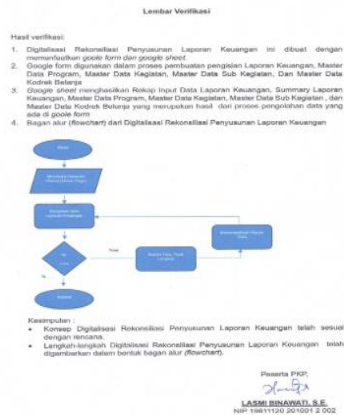 Lembar Verifikasi
Hasil verifikasi:
1. Digitalisasi Rekonsiliasi Penyusunan Laporan Keuangan ini dibuat dengan
memanfaatkan goole form dan google sheet.
2. Google form digunakan dalam proses pembuatan pengisian Laporan Keuangan, Master
Data Program, Master Data Kegiatan, Master Data Sub Kegiatan, Dan Master Data
Kodrek Belanja
3. Google sheet menghasilkan Rekap Input Data Laporan Keuangan, Summary Laporan
Keuangan, Master Data Program, Master Data Kegiatan, Master Data Sub Kegiatan , dan
Master Data Kodrek Belanja yang merupakan hasil dari proses pengolahan data yang
ada di goole form
4. Bagan alur (flowchart) dari Digitalisasi Rekonsiliasi Penyusunan Laporan Keuangan
Tidak
Ya
Kesimpulan :
• Konsep Digitalisasi Rekonsiliasi Penyusunan Laporan Keuangan telah sesuai
dengan rencana.
• Langkah-langkah Digitalisasi Rekonsiliasi Penyusunan Laporan Keuangan telah
digambarkan dalam bentuk bagan alur (flowchart).
Peserta PKP,
LASMI BINAWATI, S.E.
NIP 19811120 201001 2 002